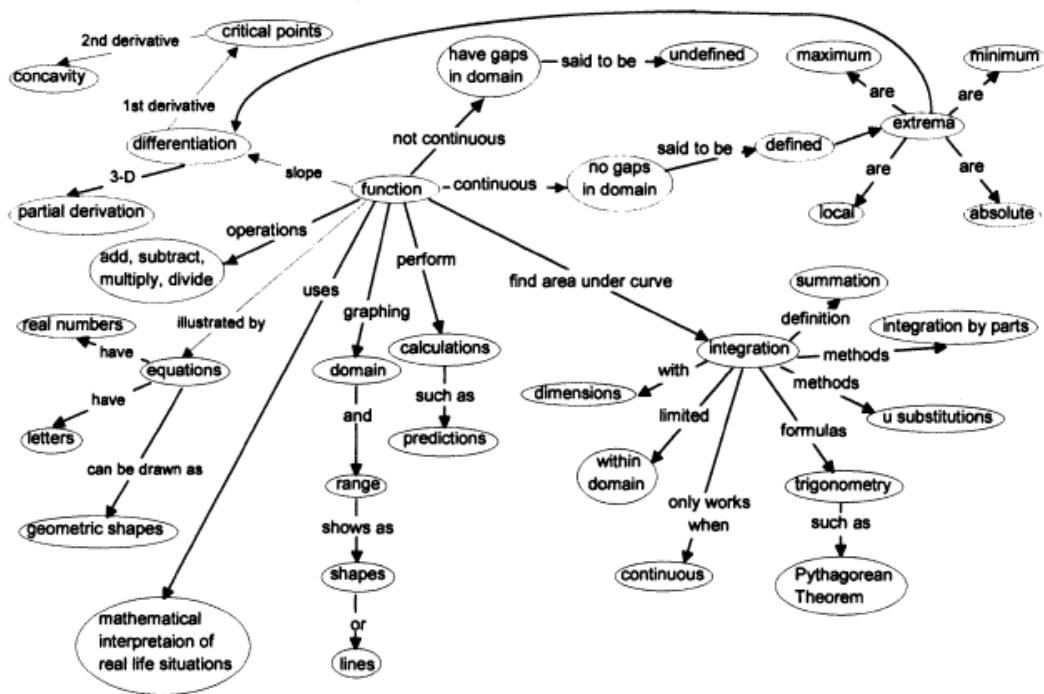 2nd derivative
critical points
concavity
1st derivative
differentiation
3-D
partial derivation
slope
have gaps
in domain
said to be
undefined
not continuous
function
continuous
no gaps
in domain
said to be
defined
maximum
minimum
are
are
extrema
are
are
local
absolute
operations
add, subtract,
multiply, divide
uses
illustrated by
real numbers
have
equations
have
letters
can be drawn as
geometric shapes
mathematical
interpretaion of
real life situations
graphing
domain
and
range
shows as
shapes
or
lines
perform
calculations
such as
predictions
find area under curve
integration
definition
summation
methods
integration by parts
methods
u substitutions
with
dimensions
limited
within
domain
only works
when
continuous
formulas
trigonometry
such as
Pythagorean
Theorem